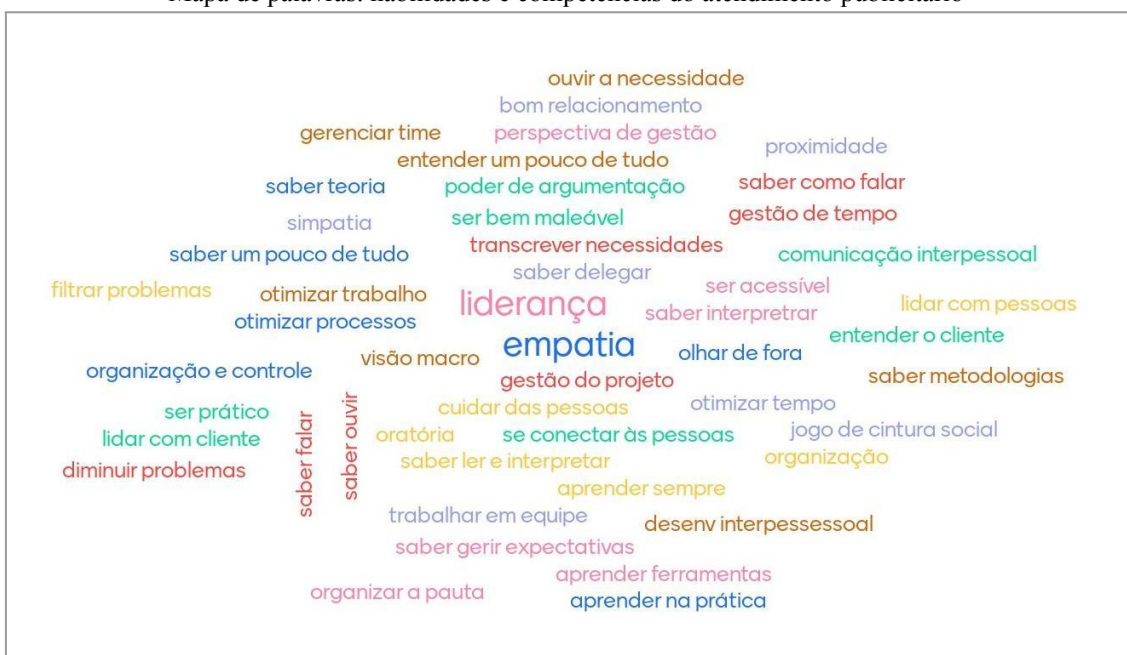 Mapa de palavras: habilidades e competências do atendimento publicitário
ouvir a necessidade
bom relacionamento
gerenciar time
perspectiva de gestão
proximidade
entender um pouco de tudo
saber teoria
poder de argumentação
saber como falar
simpatia
ser bem maleável
gestão de tempo
saber um pouco de tudo
transcrever necessidades
comunicação interpessoal
saber delegar
filtrar problemas
otimizar trabalho
liderança
ser acessível
saber interpretrar
lidar com pessoas
otimizar processos
empatia
entender o cliente
visão macro
olhar de fora
organização e controle
gestão do projeto
saber metodologias
ser prático
cuidar das pessoas
otimizar tempo
lidar com cliente
saber falar
saber ouvir
oratória
se conectar às pessoas
jogo de cintura social
diminuir problemas
saber ler e interpretar
organização
aprender sempre
trabalhar em equipe
desenv interpessessoal
saber gerir expectativas
aprender ferramentas
organizar a pauta
aprender na prática